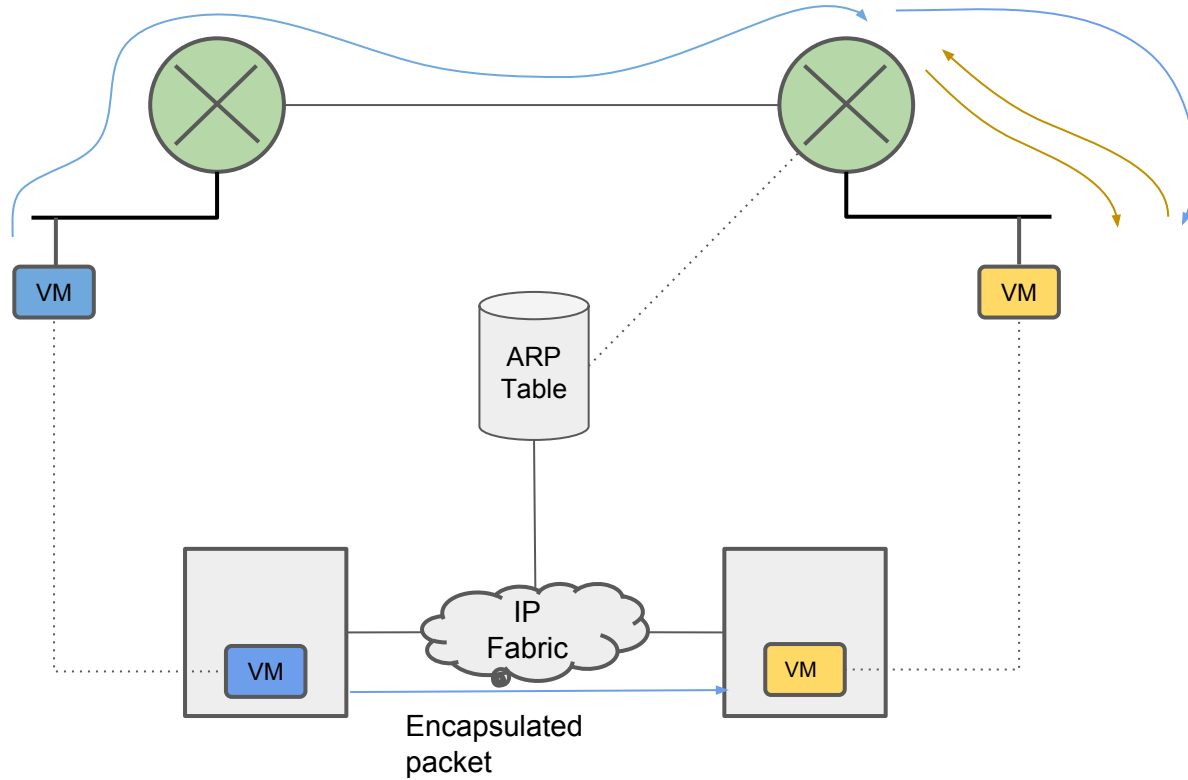 VM
VM
ARP
Table
IP
Fabric
VM
VM
Encapsulated
packet